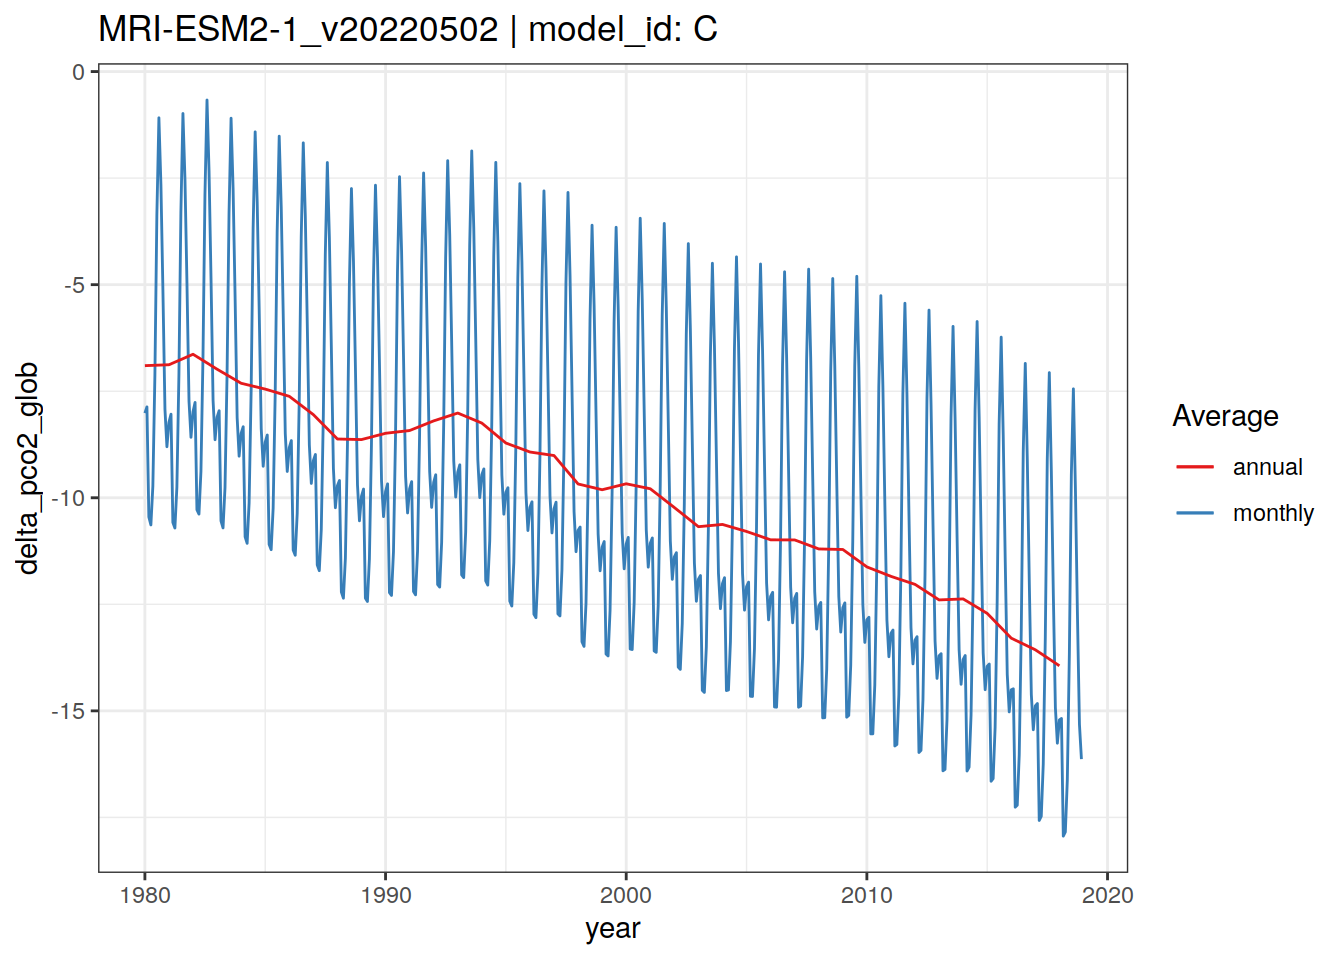 MRI-ESM2-1_v20220502 | model_id: C
delta_pco2_glob
0
-5
-10
-15
1980
1990
2000
2010
2020
year
Average
annual
monthly